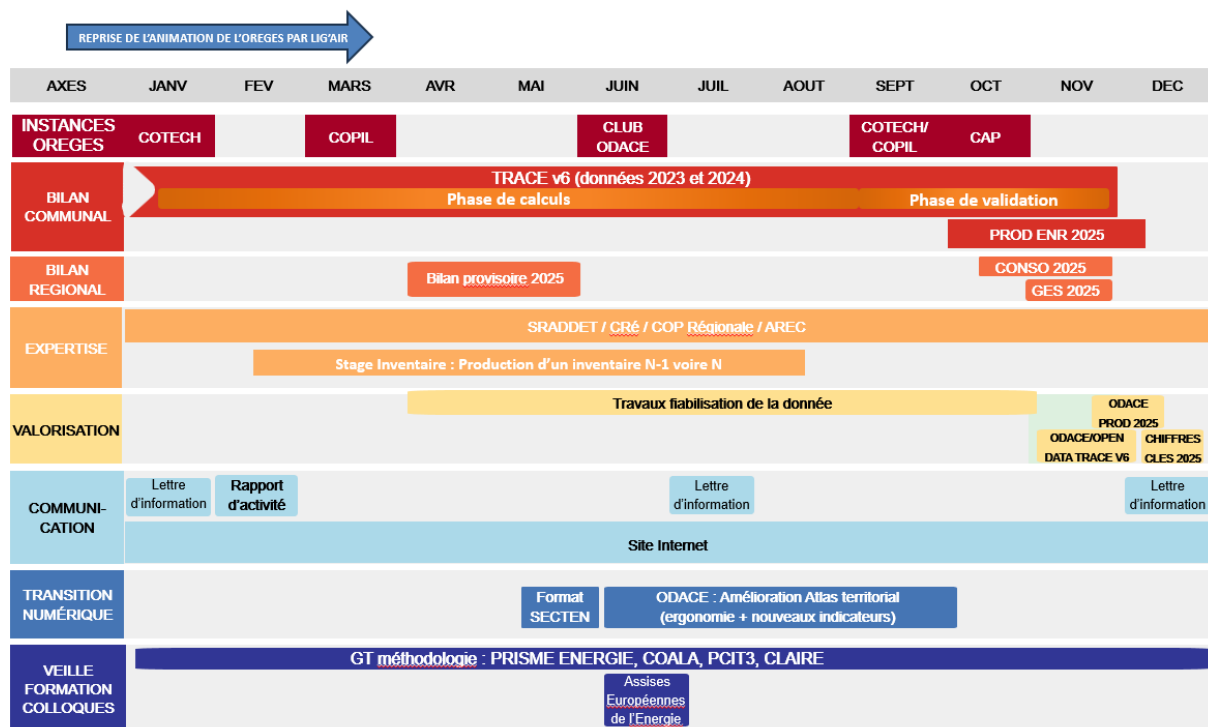 REPRISE DE L'ANIMATION DE L'OREGES PAR LIG'AIR
AXES JANV FEV MARS AVR MAI JUIN JUIL AOUT SEPT OCT NOV DEC
INSTANCES
OREGES
COTECH
COPIL
CLUB
ODACE
COTECH/
COPIL
CAP
BILAN
COMMUNAL
TRACE v6 (données 2023 et 2024)
Phase de calculs
Phase de validation
PROD ENR 2025
BILAN
REGIONAL
Bilan provisoire 2025
CONSO 2025
GES 2025
EXPERTISE
SRADDET / CRé / COP Régionale / AREC
Stage Inventaire : Production d'un inventaire N-1 voire N
VALORISATION
Travaux fiabilisation de la donnée
ODACE
PROD 2025
ODACE/OPEN
DATA TRACE V6
CHIFFRES
CLES 2025
COMMUNI-
CATION
Lettre
d'information
Rapport
d'activité
Lettre
d'information
Lettre
d'information
Site Internet
TRANSITION
NUMÉRIQUE
Format
SECTEN
ODACE : Amélioration Atlas territorial
(ergonomie + nouveaux indicateurs)
VEILLE
FORMATION
COLLOQUES
GT méthodologie : PRISME ENERGIE, COALA, PCIT3, CLAIRE
Assises
Européennes
de l'Energie